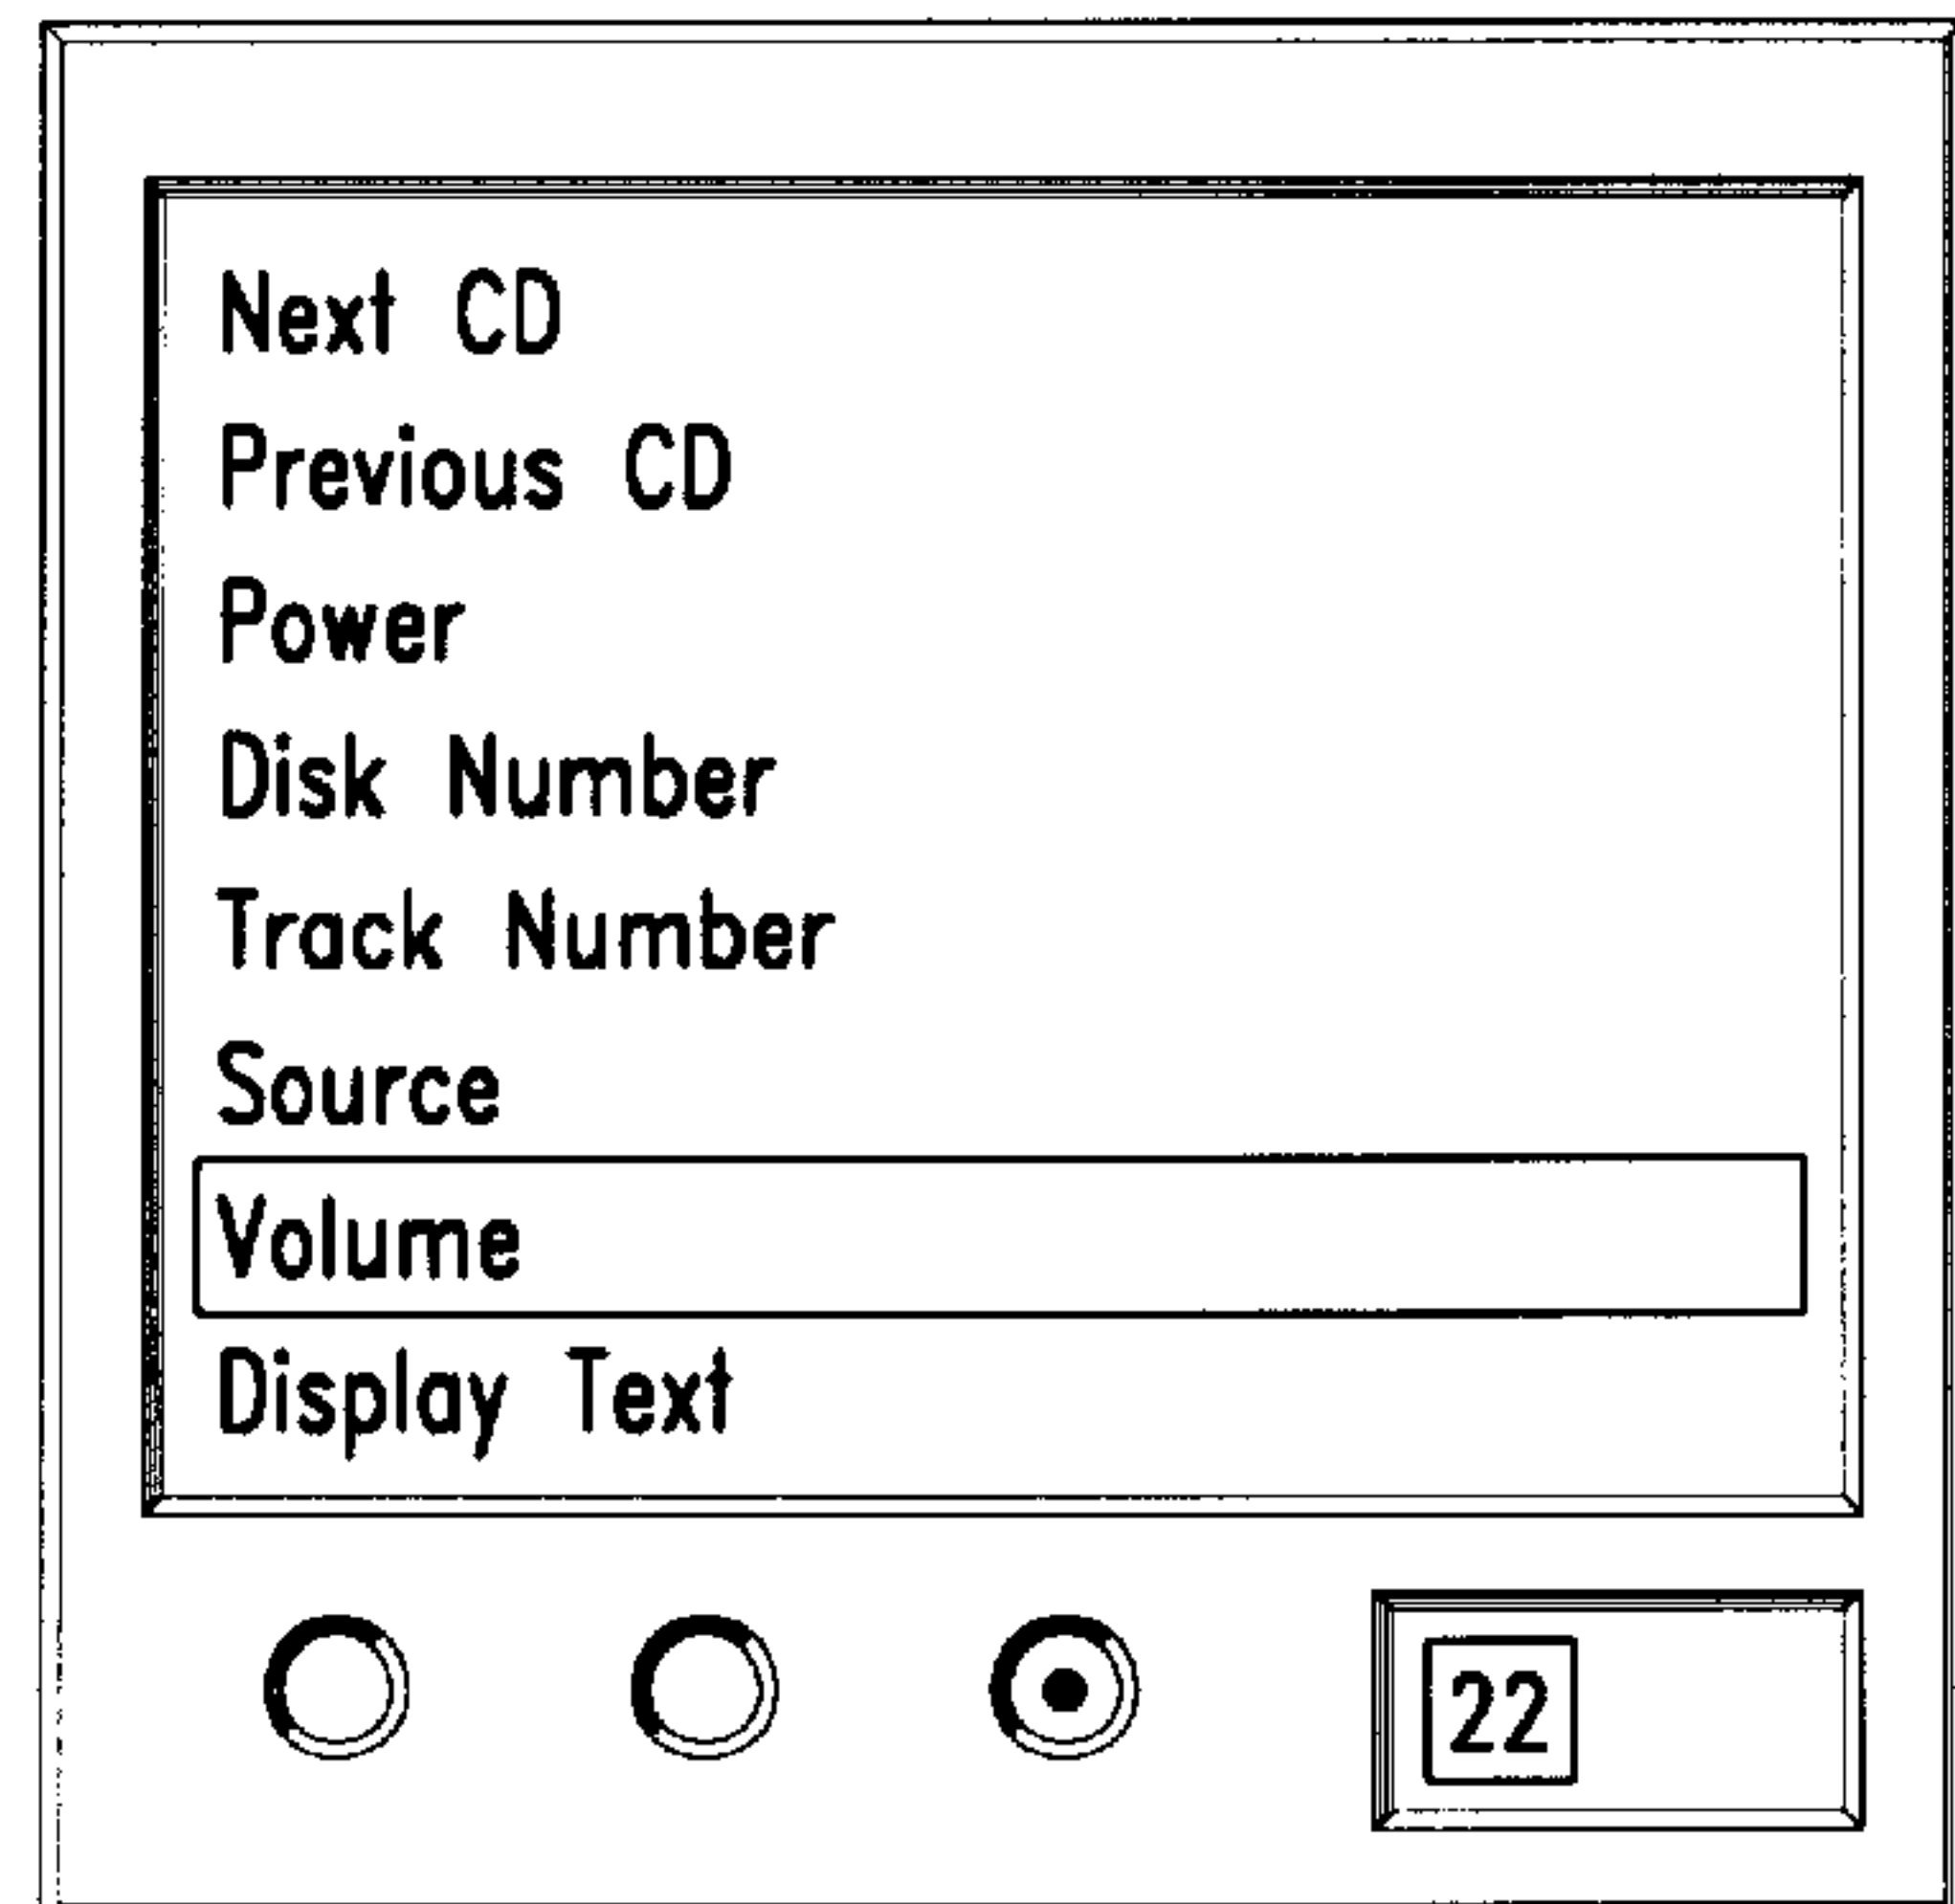 Next CD
Previous CD
Power
Disk Number
Track Number
Source
Volume
Display Text
22